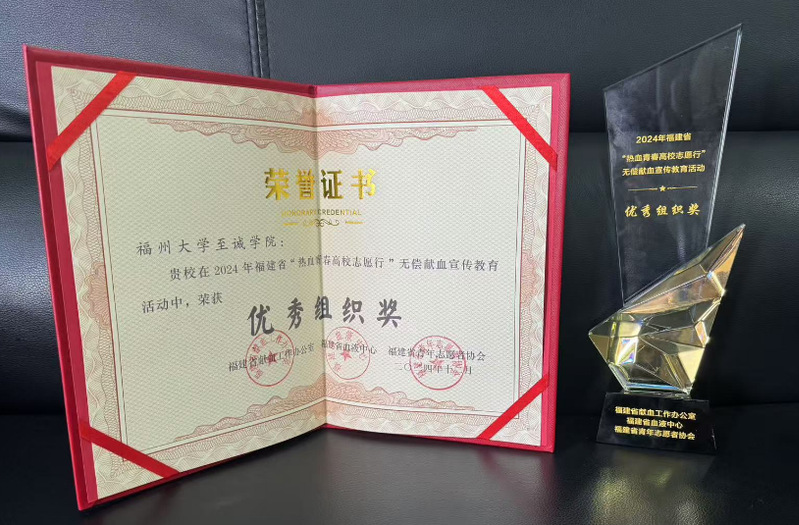 荣誉证书
HONORARY CREDENTIAL
福州大学至诚学院：
贵校在2024年福建省“热血青春高校志愿行”无偿献血宣传教育
活动中，荣获
优秀组织奖
福建省献血工作办公室 福建省血液中心 福建省青年志愿者协会
二〇二四年十二月
2024年福建省
“热血青春高校志愿行”
无偿献血宣传教育活动
优秀组织奖
福建省献血工作办公室
福建省血液中心
福建省青年志愿者协会